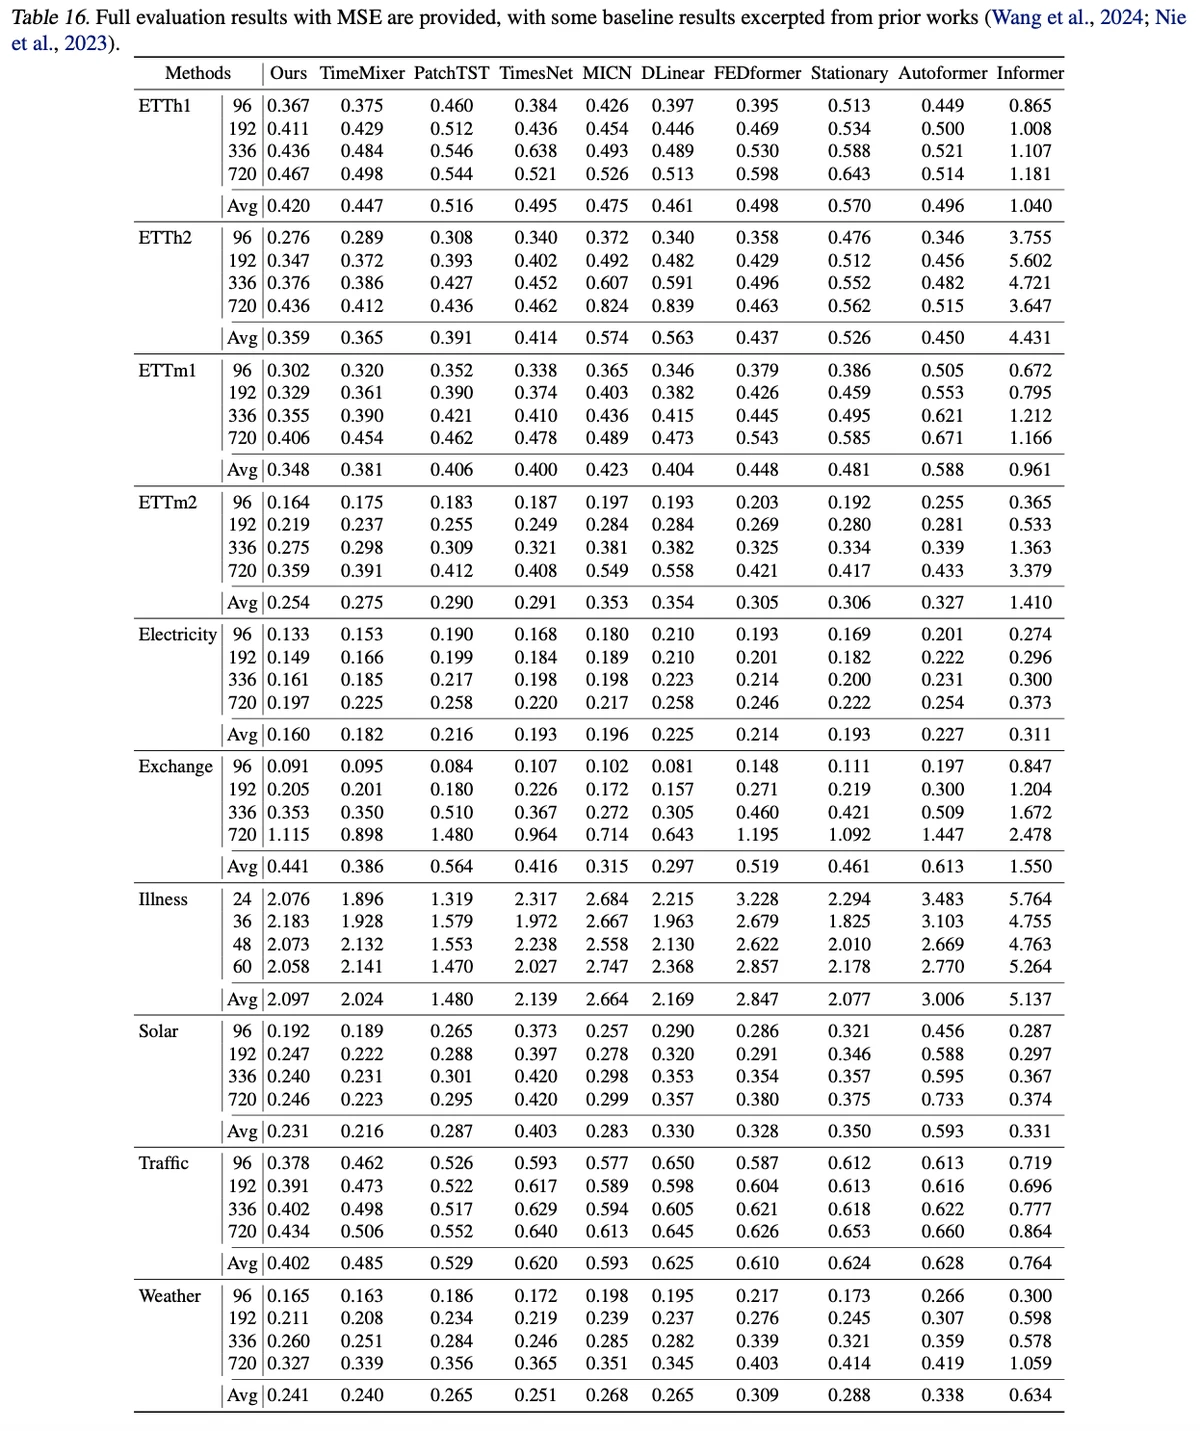 Table 16. Full evaluation results with MSE are provided, with some baseline results excerpted from prior works (Wang et al., 2024; Nie
et al., 2023).
Methods Ours TimeMixer PatchTST TimesNet MICN DLinear FEDformer Stationary Autoformer Informer
ETTh1 96 0.367 0.375 0.460 0.384 0.426 0.397 0.395 0.513 0.449 0.865
192 0.411 0.429 0.512 0.436 0.454 0.446 0.469 0.534 0.500 1.008
336 0.436 0.484 0.546 0.638 0.493 0.489 0.530 0.588 0.521 1.107
720 0.467 0.498 0.544 0.521 0.526 0.513 0.598 0.643 0.514 1.181
Avg 0.420 0.447 0.516 0.495 0.475 0.461 0.498 0.570 0.496 1.040
ETTh2 96 0.276 0.289 0.308 0.340 0.372 0.340 0.358 0.476 0.346 3.755
192 0.347 0.372 0.393 0.402 0.492 0.482 0.429 0.512 0.456 5.602
336 0.376 0.386 0.427 0.452 0.607 0.591 0.496 0.552 0.482 4.721
720 0.436 0.412 0.436 0.462 0.824 0.839 0.463 0.562 0.515 3.647
Avg 0.359 0.365 0.391 0.414 0.574 0.563 0.437 0.526 0.450 4.431
ETTm1 96 0.302 0.320 0.352 0.338 0.365 0.346 0.379 0.386 0.505 0.672
192 0.329 0.361 0.390 0.374 0.403 0.382 0.426 0.459 0.553 0.795
336 0.355 0.390 0.421 0.410 0.436 0.415 0.445 0.495 0.621 1.212
720 0.406 0.454 0.462 0.478 0.489 0.473 0.543 0.585 0.671 1.166
Avg 0.348 0.381 0.406 0.400 0.423 0.404 0.448 0.481 0.588 0.961
ETTm2 96 0.164 0.175 0.183 0.187 0.197 0.193 0.203 0.192 0.255 0.365
192 0.219 0.237 0.255 0.249 0.284 0.284 0.269 0.280 0.281 0.533
336 0.275 0.298 0.309 0.321 0.381 0.382 0.325 0.334 0.339 1.363
720 0.359 0.391 0.412 0.408 0.549 0.558 0.421 0.417 0.433 3.379
Avg 0.254 0.275 0.290 0.291 0.353 0.354 0.305 0.306 0.327 1.410
Electricity 96 0.133 0.153 0.190 0.168 0.180 0.210 0.193 0.169 0.201 0.274
192 0.149 0.166 0.199 0.184 0.189 0.210 0.201 0.182 0.222 0.296
336 0.161 0.185 0.217 0.198 0.198 0.223 0.214 0.200 0.231 0.300
720 0.197 0.225 0.258 0.220 0.217 0.258 0.246 0.222 0.254 0.373
Avg 0.160 0.182 0.216 0.193 0.196 0.225 0.214 0.193 0.227 0.311
Exchange 96 0.091 0.095 0.084 0.107 0.102 0.081 0.148 0.111 0.197 0.847
192 0.205 0.201 0.180 0.226 0.172 0.157 0.271 0.219 0.300 1.204
336 0.353 0.350 0.510 0.367 0.272 0.305 0.460 0.421 0.509 1.672
720 1.115 0.898 1.480 0.964 0.714 0.643 1.195 1.092 1.447 2.478
Avg 0.441 0.386 0.564 0.416 0.315 0.297 0.519 0.461 0.613 1.550
Illness 24 2.076 1.896 1.319 2.317 2.684 2.215 3.228 2.294 3.483 5.764
36 2.183 1.928 1.579 1.972 2.667 1.963 2.679 1.825 3.103 4.755
48 2.073 2.132 1.553 2.238 2.558 2.130 2.622 2.010 2.669 4.763
60 2.058 2.141 1.470 2.027 2.747 2.368 2.857 2.178 2.770 5.264
Avg 2.097 2.024 1.480 2.139 2.664 2.169 2.847 2.077 3.006 5.137
Solar 96 0.192 0.189 0.265 0.373 0.257 0.290 0.286 0.321 0.456 0.287
192 0.247 0.222 0.288 0.397 0.278 0.320 0.291 0.346 0.588 0.297
336 0.240 0.231 0.301 0.420 0.298 0.353 0.354 0.357 0.595 0.367
720 0.246 0.223 0.295 0.420 0.299 0.357 0.380 0.375 0.733 0.374
Avg 0.231 0.216 0.287 0.403 0.283 0.330 0.328 0.350 0.593 0.331
Traffic 96 0.378 0.462 0.526 0.593 0.577 0.650 0.587 0.612 0.613 0.719
192 0.391 0.473 0.522 0.617 0.589 0.598 0.604 0.613 0.616 0.696
336 0.402 0.498 0.517 0.629 0.594 0.605 0.621 0.618 0.622 0.777
720 0.434 0.506 0.552 0.640 0.613 0.645 0.626 0.653 0.660 0.864
Avg 0.402 0.485 0.529 0.620 0.593 0.625 0.610 0.624 0.628 0.764
Weather 96 0.165 0.163 0.186 0.172 0.198 0.195 0.217 0.173 0.266 0.300
192 0.211 0.208 0.234 0.219 0.239 0.237 0.276 0.245 0.307 0.598
336 0.260 0.251 0.284 0.246 0.285 0.282 0.339 0.321 0.359 0.578
720 0.327 0.339 0.356 0.365 0.351 0.345 0.403 0.414 0.419 1.059
Avg 0.241 0.240 0.265 0.251 0.268 0.265 0.309 0.288 0.338 0.634